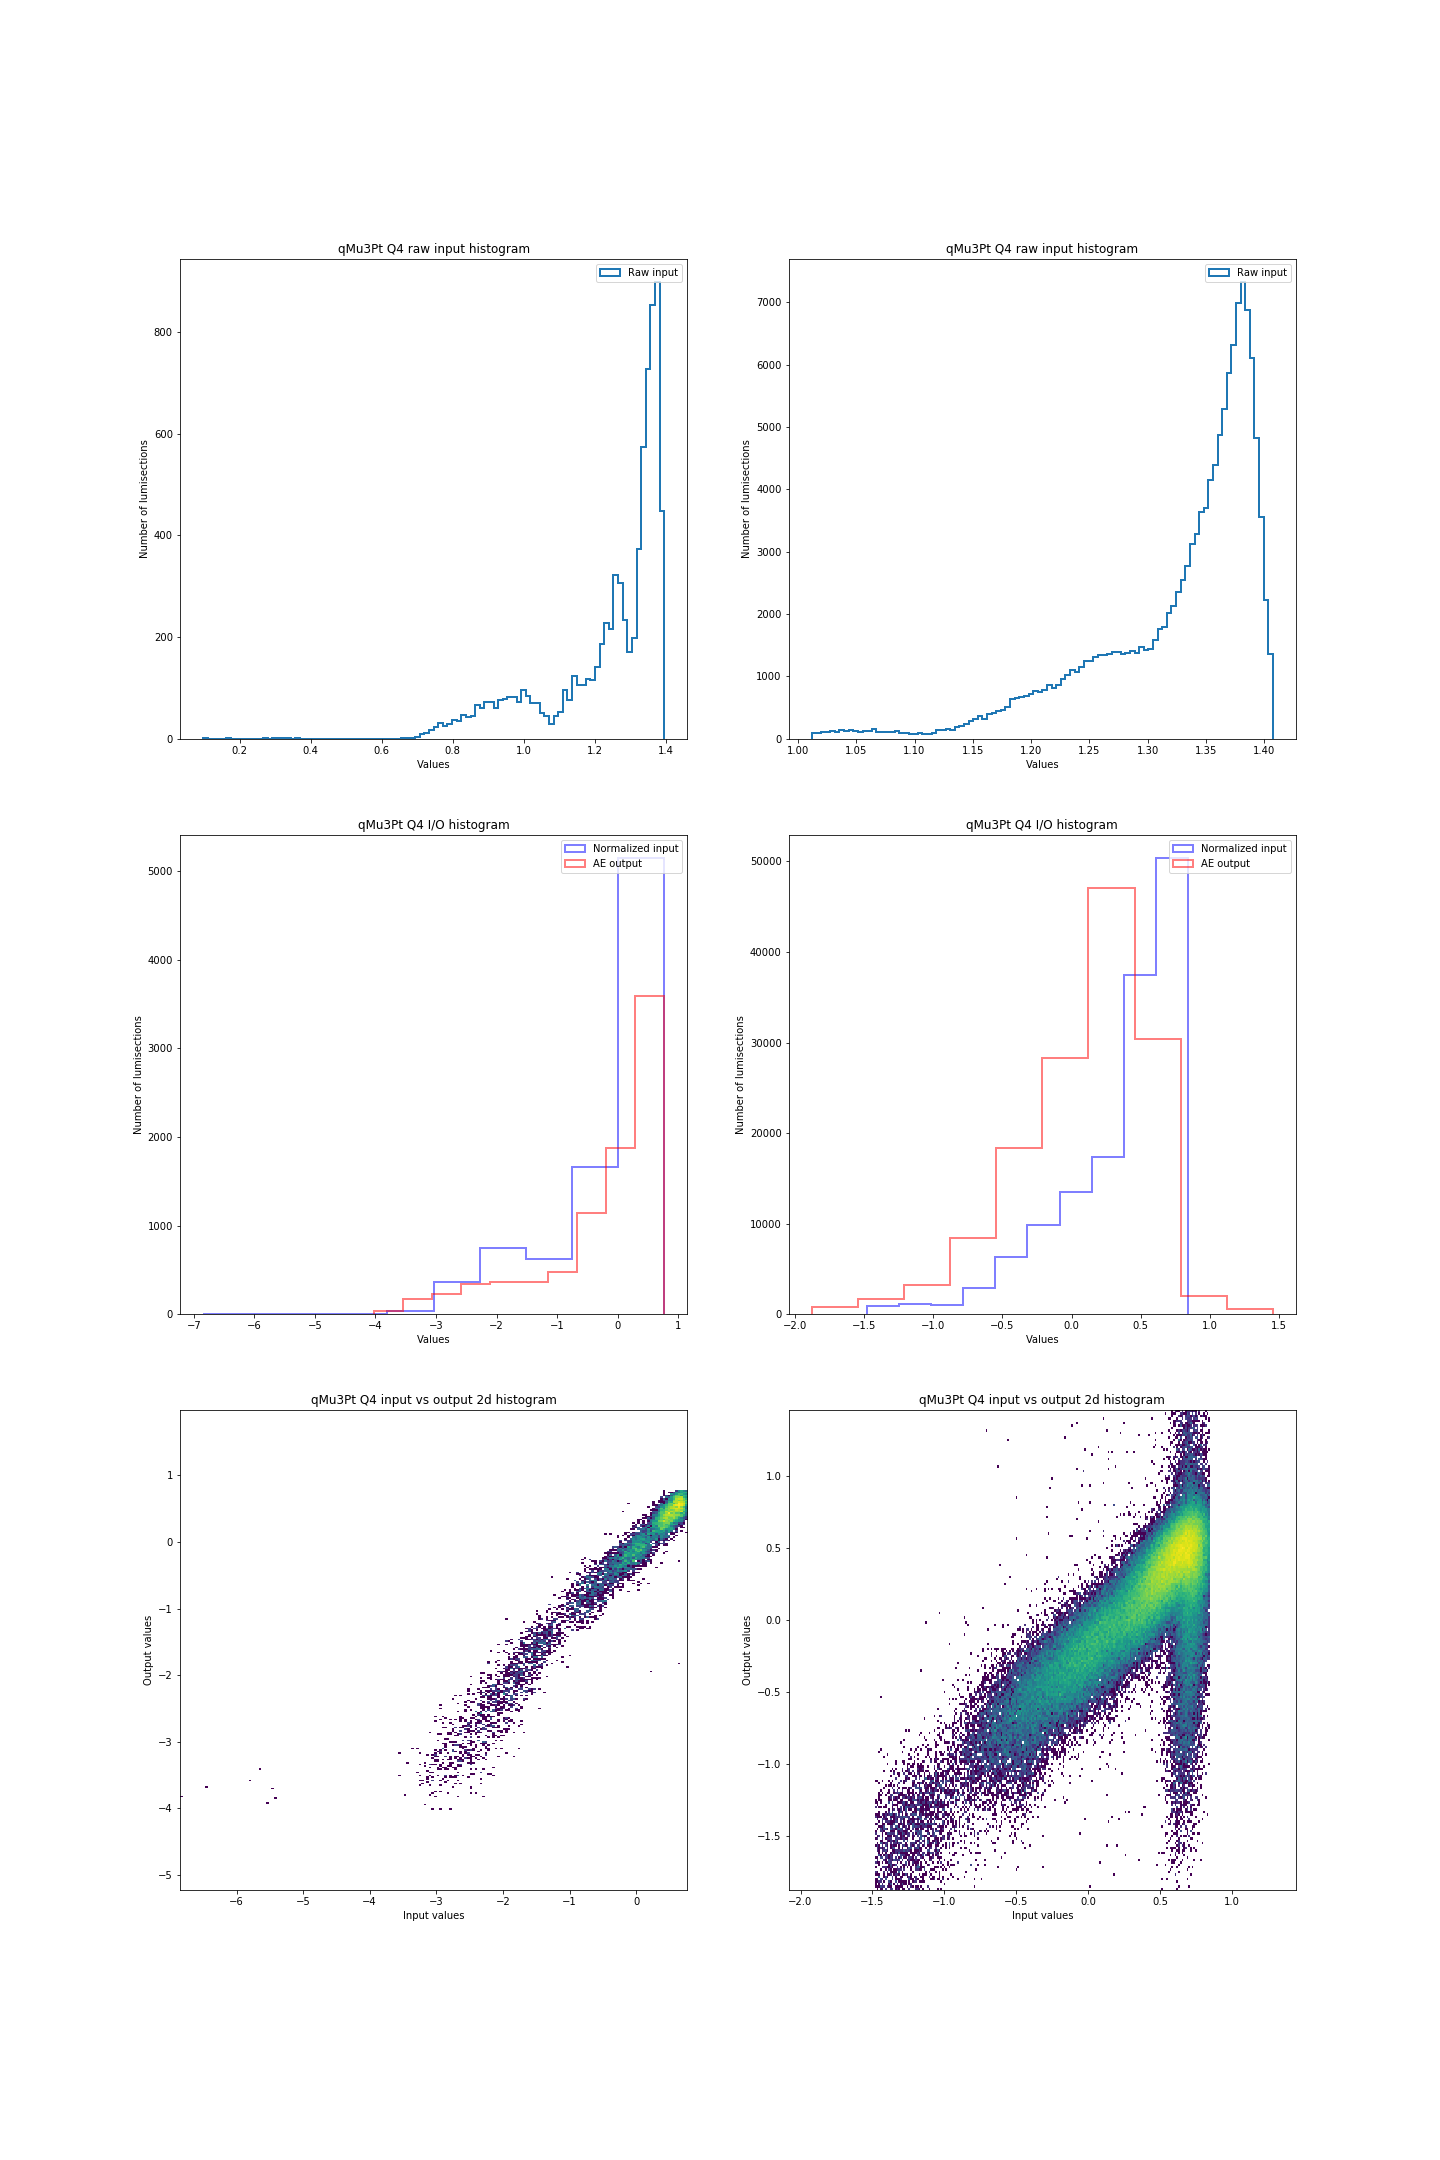 qMu3Pt Q4 raw input histogram
Raw input
Number of lumisections
800
600
400
200
0
0.2 0.4 0.6 0.8 1.0 1.2 1.4
Values
qMu3Pt Q4 raw input histogram
Raw input
Number of lumisections
7000
6000
5000
4000
3000
2000
1000
0
1.00 1.05 1.10 1.15 1.20 1.25 1.30 1.35 1.40
Values
qMu3Pt Q4 I/O histogram
Normalized input
AE output
Number of lumisections
5000
4000
3000
2000
1000
0
−7 −6 −5 −4 −3 −2 −1 0 1
Values
qMu3Pt Q4 I/O histogram
Normalized input
AE output
Number of lumisections
50000
40000
30000
20000
10000
0
−2.0 −1.5 −1.0 −0.5 0.0 0.5 1.0 1.5
Values
qMu3Pt Q4 input vs output 2d histogram
Output values
1
0
−1
−2
−3
−4
−5
−6 −5 −4 −3 −2 −1 0
Input values
qMu3Pt Q4 input vs output 2d histogram
Output values
1.0
0.5
0.0
−0.5
−1.0
−1.5
−2.0 −1.5 −1.0 −0.5 0.0 0.5 1.0
Input values